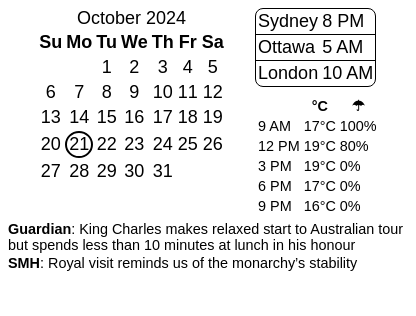 October 2024
Su Mo Tu We Th Fr Sa
1 2 3 4 5
6 7 8 9 10 11 12
13 14 15 16 17 18 19
20 21 22 23 24 25 26
27 28 29 30 31
Sydney 8 PM
Ottawa 5 AM
London 10 AM
°C ☂
9 AM 17°C 100%
12 PM 19°C 80%
3 PM 19°C 0%
6 PM 17°C 0%
9 PM 16°C 0%
Guardian: King Charles makes relaxed start to Australian tour
but spends less than 10 minutes at lunch in his honour
SMH: Royal visit reminds us of the monarchy’s stability